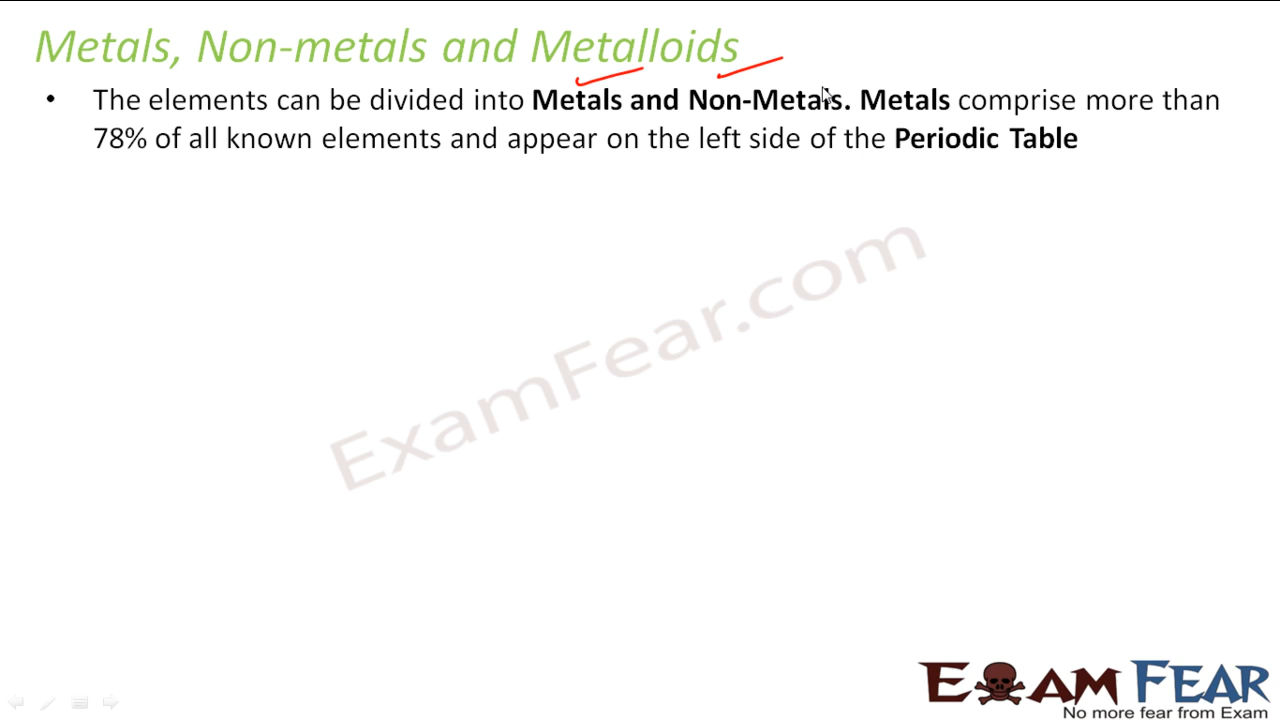 Metals, Non-metals and Metalloids
• The elements can be divided into Metals and Non-Metals. Metals comprise more than
78% of all known elements and appear on the left side of the Periodic Table
ExamFear.com
EXAM FEAR
No more fear from Exam